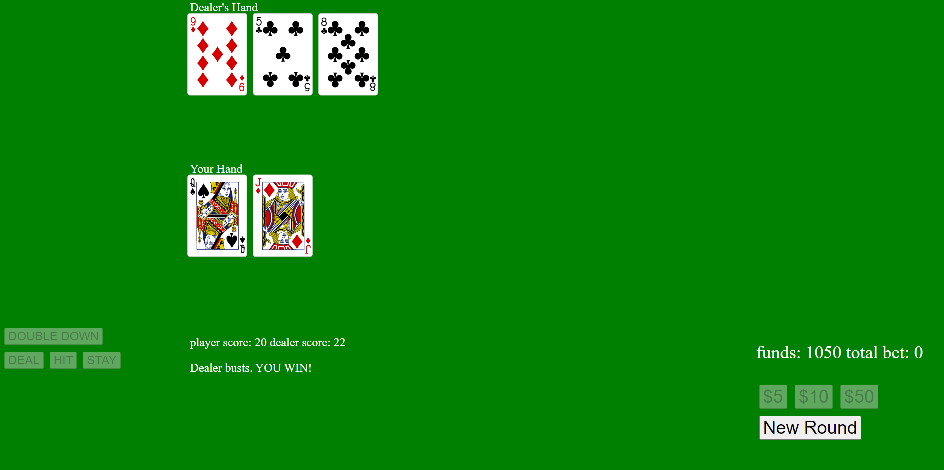 Dealer's Hand
9 5 8
9 5 8
Your Hand
Q J
Q J
DOUBLE DOWN
DEAL HIT STAY
player score: 20 dealer score: 22
Dealer busts. YOU WIN!
funds: 1050 total bet: 0
$5 $10 $50
New Round